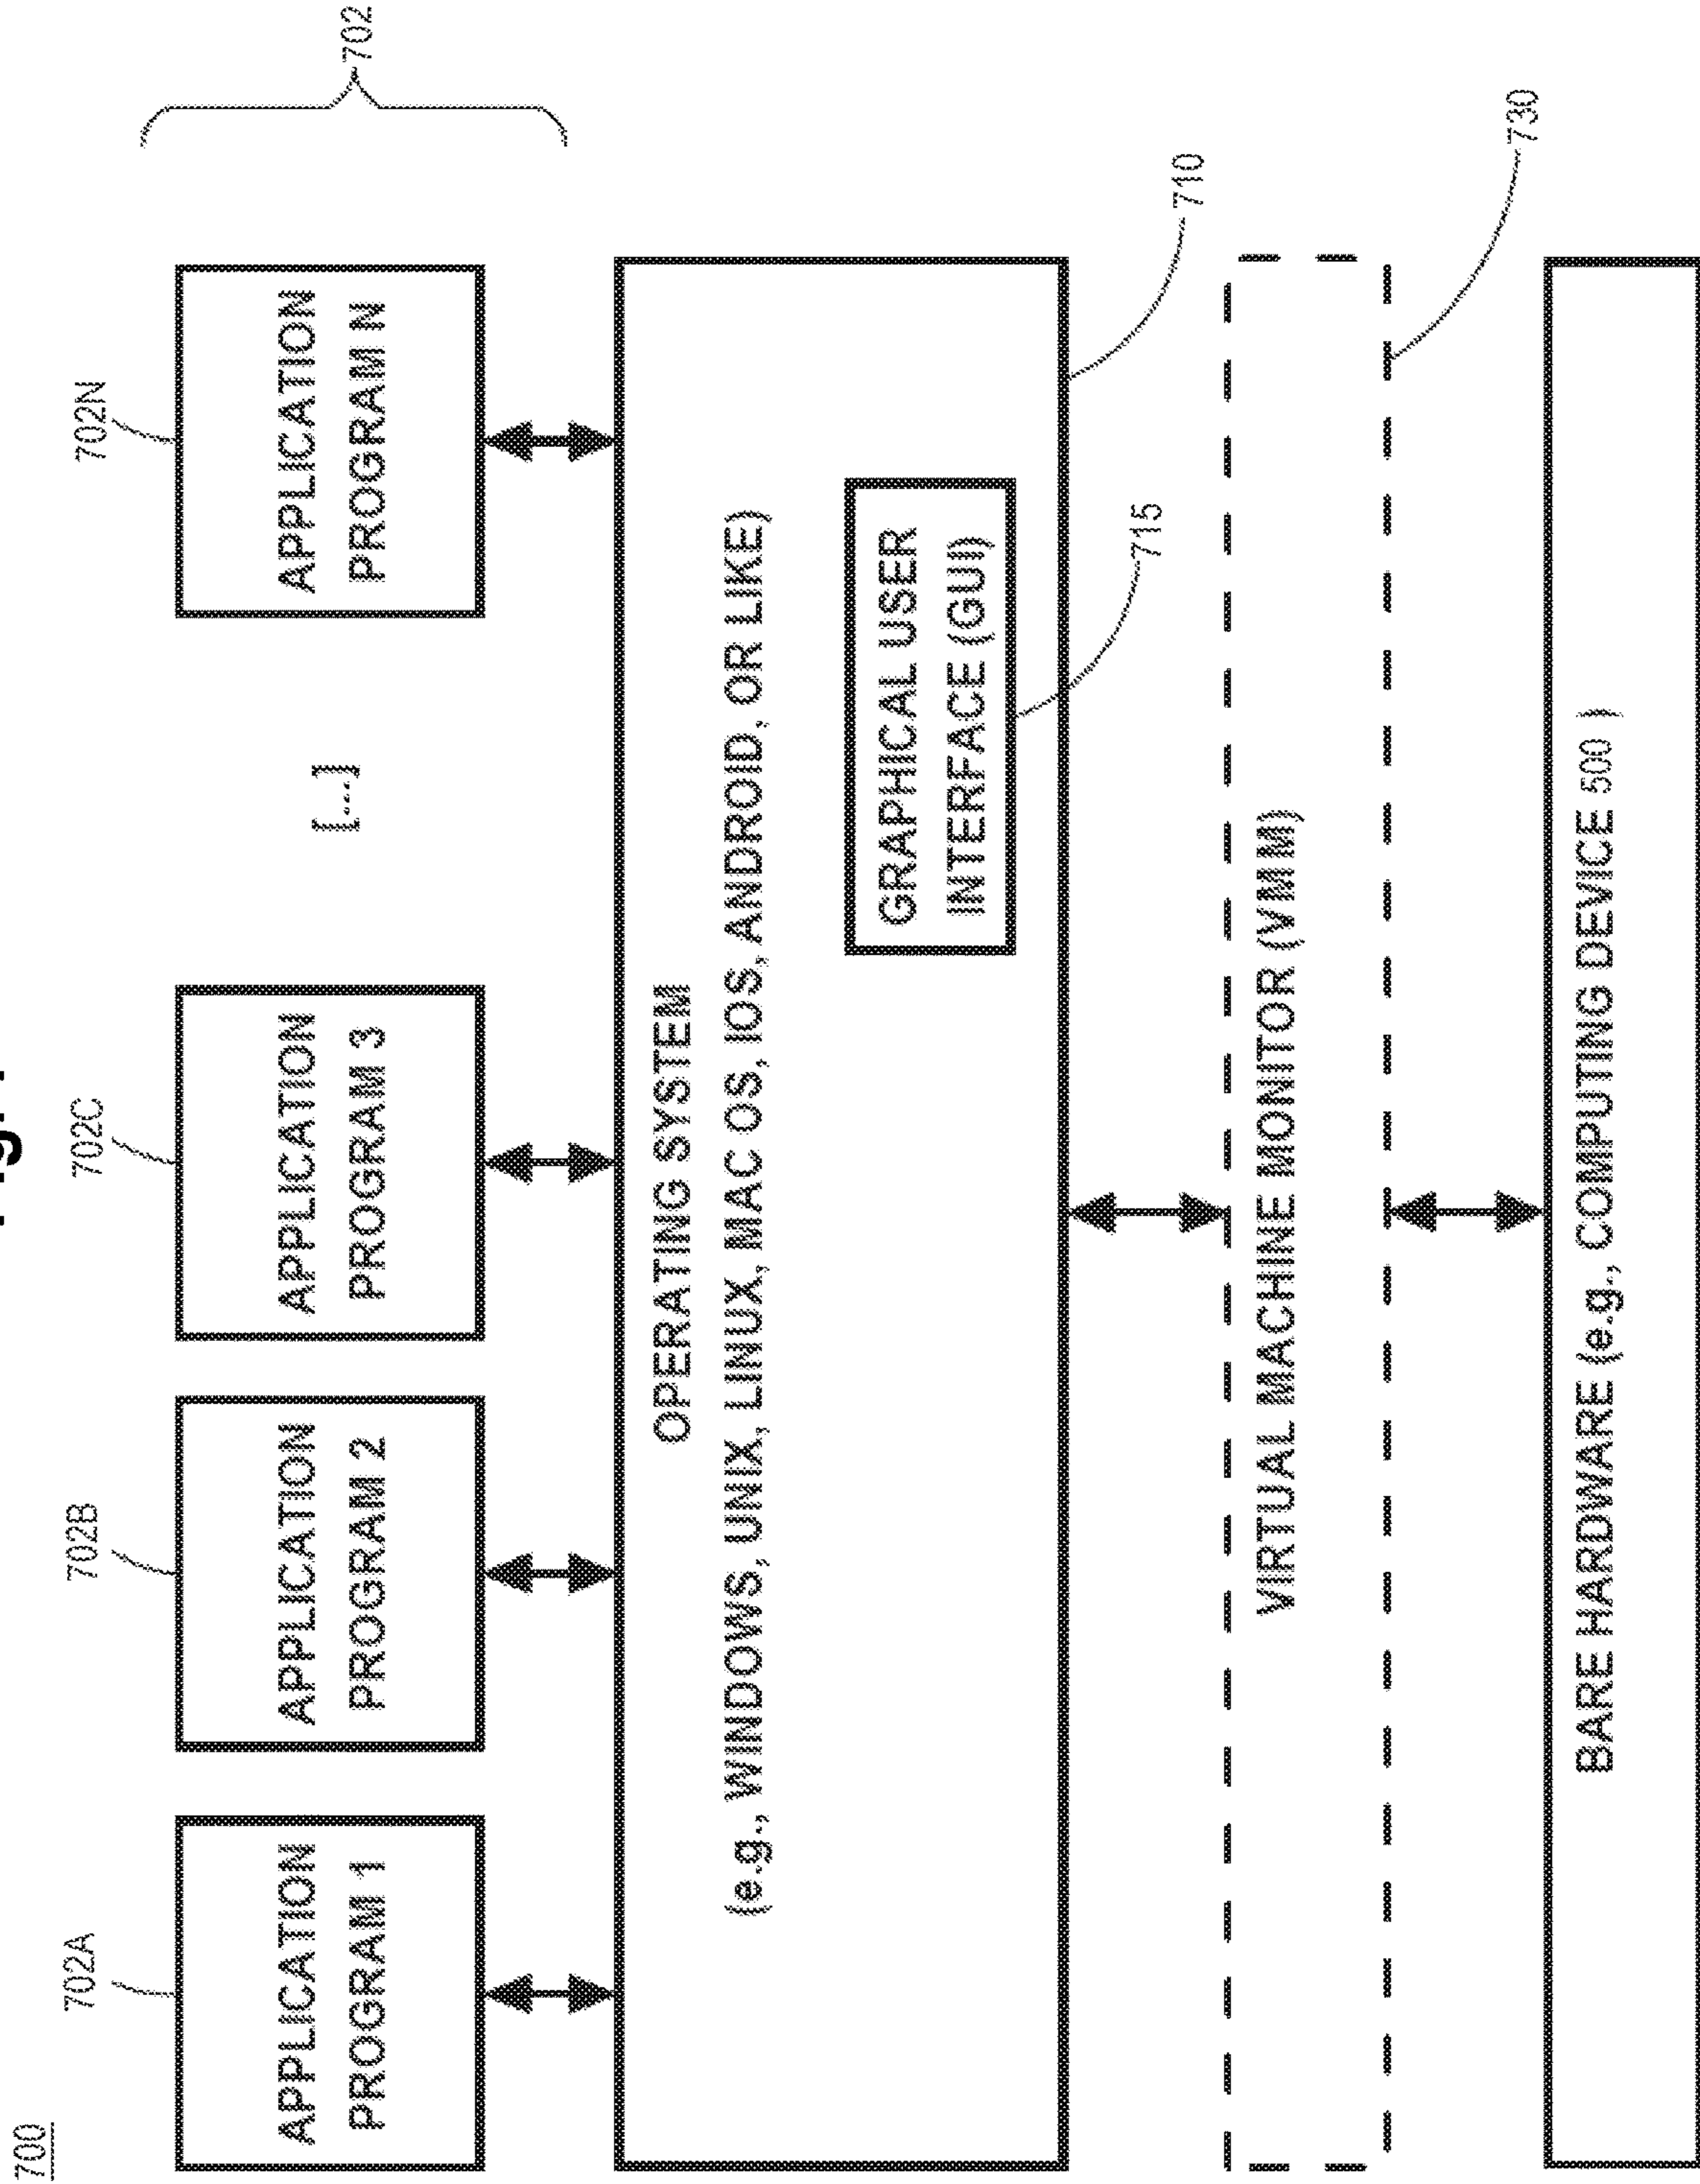 700
702A
702B
702C
702N
702
APPLICATION
PROGRAM 1
APPLICATION
PROGRAM 2
APPLICATION
PROGRAM 3
[...]
APPLICATION
PROGRAM N
OPERATING SYSTEM
(e.g., WINDOWS, UNIX, LINUX, MAC OS, IOS, ANDROID, OR LIKE)
GRAPHICAL USER
INTERFACE (GUI)
715
710
VIRTUAL MACHINE MONITOR (VMM)
730
BARE HARDWARE (e.g., COMPUTING DEVICE 500 )